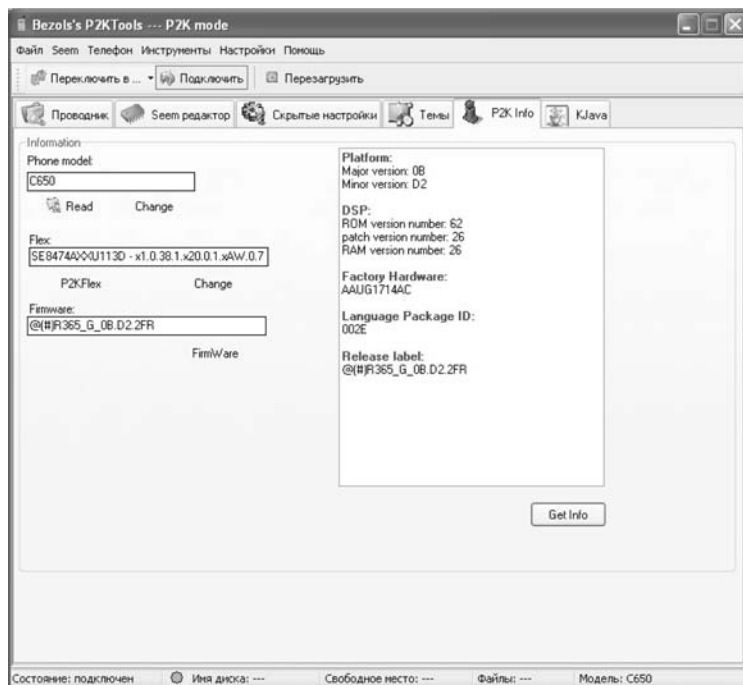 Bezols's P2KTools --- P2K mode
Файл Seem Телефон Инструменты Настройки Помощь
Переключить в ... Подключить Перезагрузить
Проводник Seem редактор Скрытые настройки Темы P2K Info KJava
Information
Phone model:
C650
Read Change
Flex:
SE8474AXXU113D - x1.0.38.1.x20.0.1.xAW.0.7
P2KFlex Change
Firmware:
@(#)R365_G_0B.D2.2FR
FirmWare
Platform:
Major version: 0B
Minor version: D2
DSP:
ROM version number: 62
patch version number: 26
RAM version number: 26
Factory Hardware:
AAUG1714AC
Language Package ID:
002E
Release label:
@(#)R365_G_0B.D2.2FR
Get Info
Состояние: подключен Имя диска: --- Свободное место: --- Файлы: --- Модель: C650